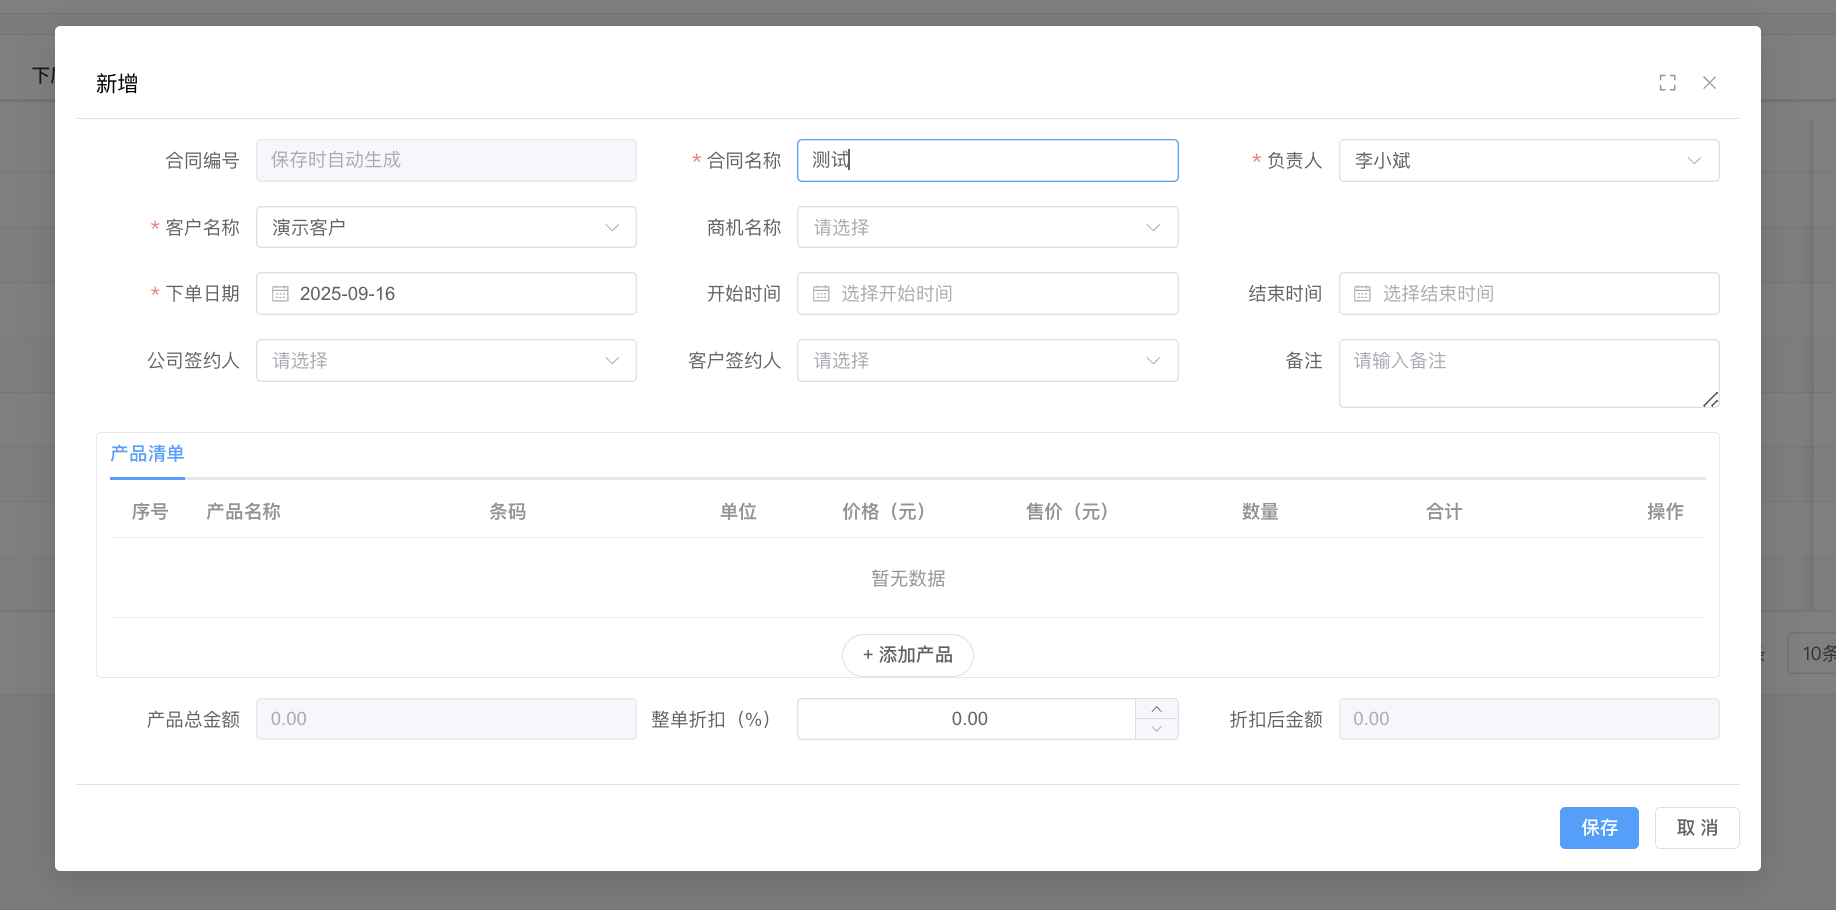 新增
合同编号 保存时自动生成 * 合同名称 测试 * 负责人 李小斌
* 客户名称 演示客户 商机名称 请选择
* 下单日期 2025-09-16 开始时间 选择开始时间 结束时间 选择结束时间
公司签约人 请选择 客户签约人 请选择 备注 请输入备注
产品清单
序号 产品名称 条码 单位 价格（元） 售价（元） 数量 合计 操作
暂无数据
+ 添加产品
10条
产品总金额 0.00 整单折扣（%） 0.00 折扣后金额 0.00
保存 取 消